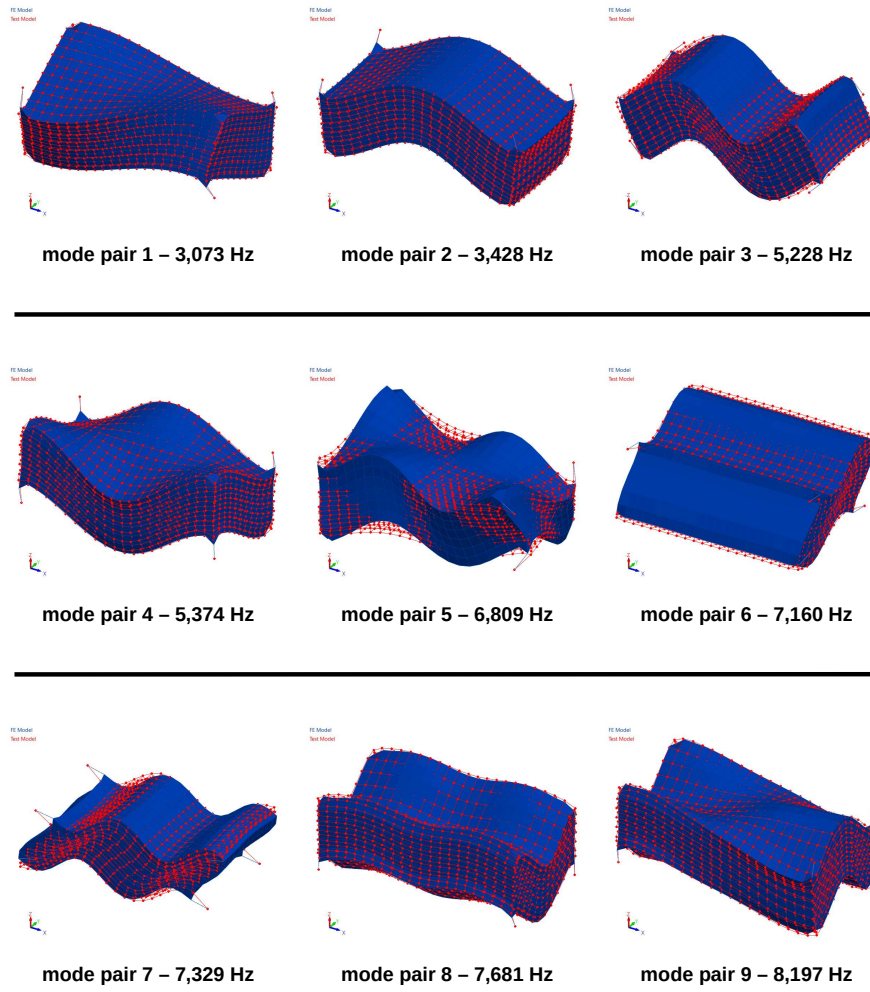 FE Model
Test Model
FE Model
Test Model
FE Model
Test Model
Z
Y
X
Z
Y
X
Z
Y
X
mode pair 1 – 3,073 Hz
mode pair 2 – 3,428 Hz
mode pair 3 – 5,228 Hz
FE Model
Test Model
FE Model
Test Model
FE Model
Test Model
Z
Y
X
Z
Y
X
Z
Y
X
mode pair 4 – 5,374 Hz
mode pair 5 – 6,809 Hz
mode pair 6 – 7,160 Hz
FE Model
Test Model
FE Model
Test Model
FE Model
Test Model
Z
Y
X
Z
Y
X
Z
Y
X
mode pair 7 – 7,329 Hz
mode pair 8 – 7,681 Hz
mode pair 9 – 8,197 Hz